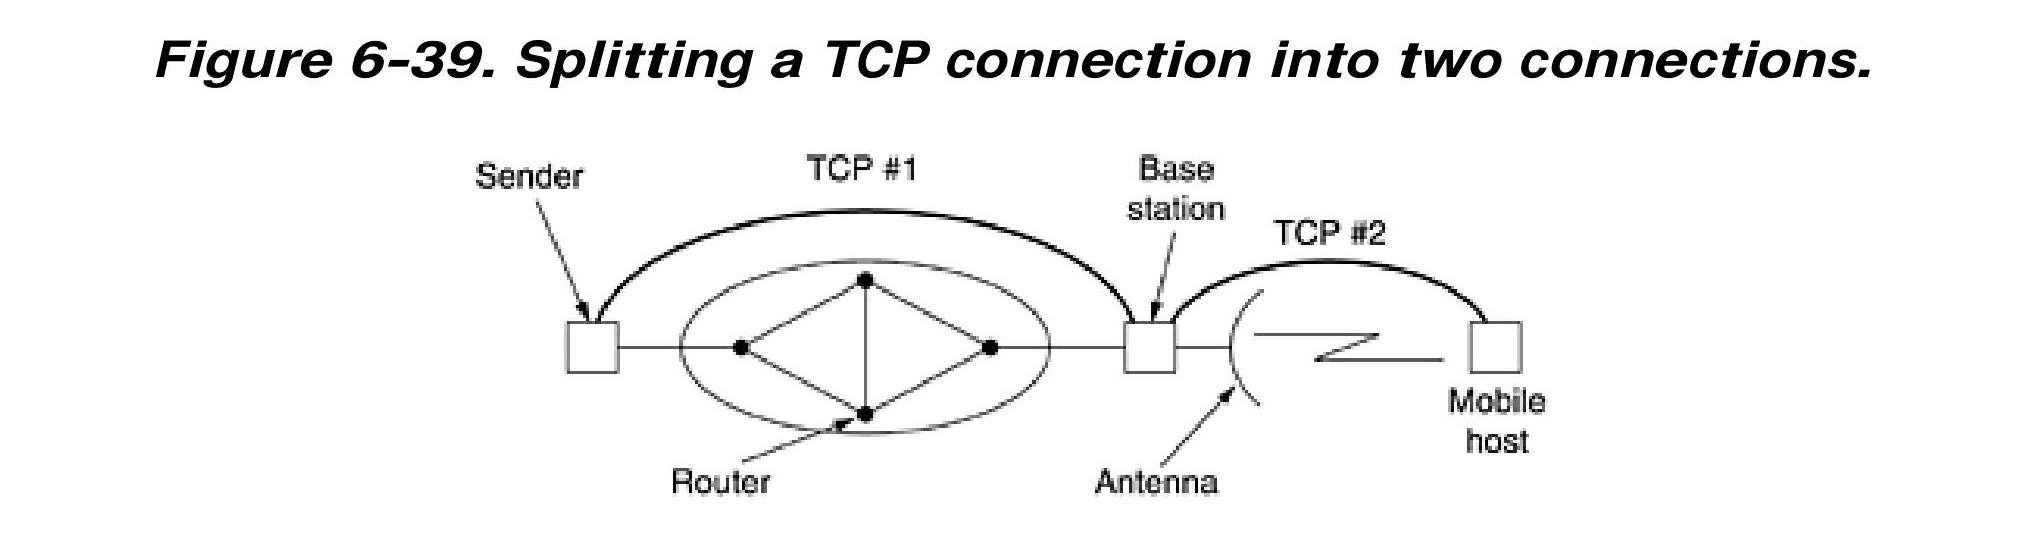 Figure 6-39. Splitting a TCP connection into two connections.
Sender
TCP #1
Base
station
TCP #2
Mobile
host
Router
Antenna